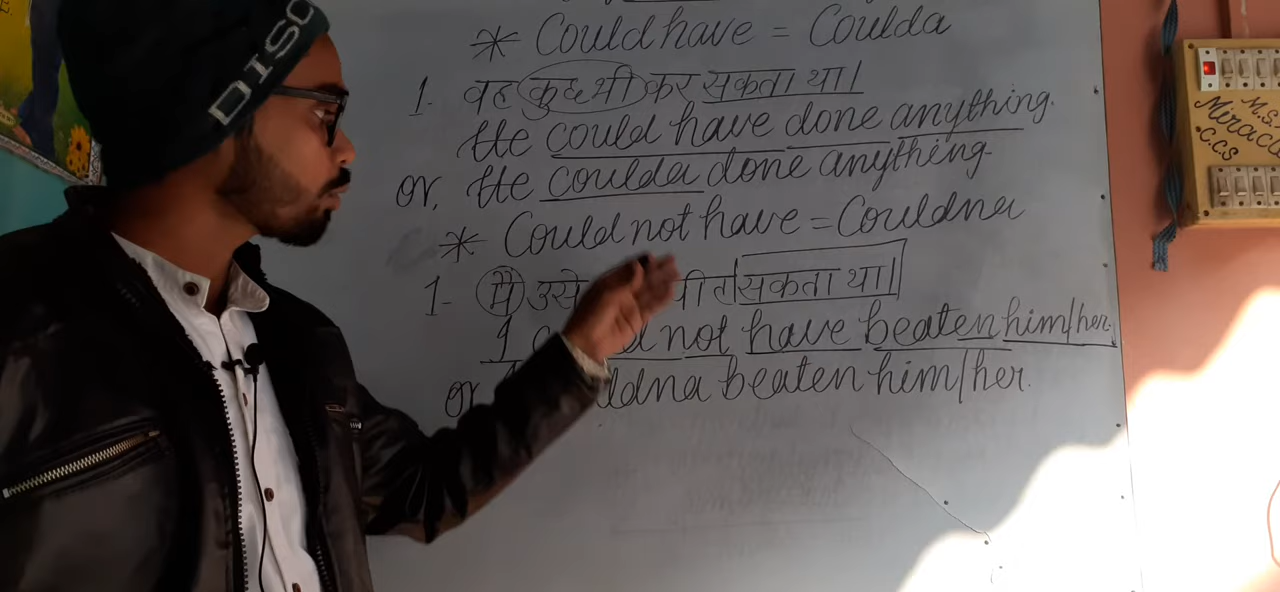 DISC
* Could have = Coulda
1. वह कुछ भी कर सकता था।
He could have done anything.
or, He coulda done anything.
* Could not have = Couldna
1- मैं उसे पीट सकता था।
I not have beaten him/her.
or beaten him/her.
M.S.
Mirac
C.C.S